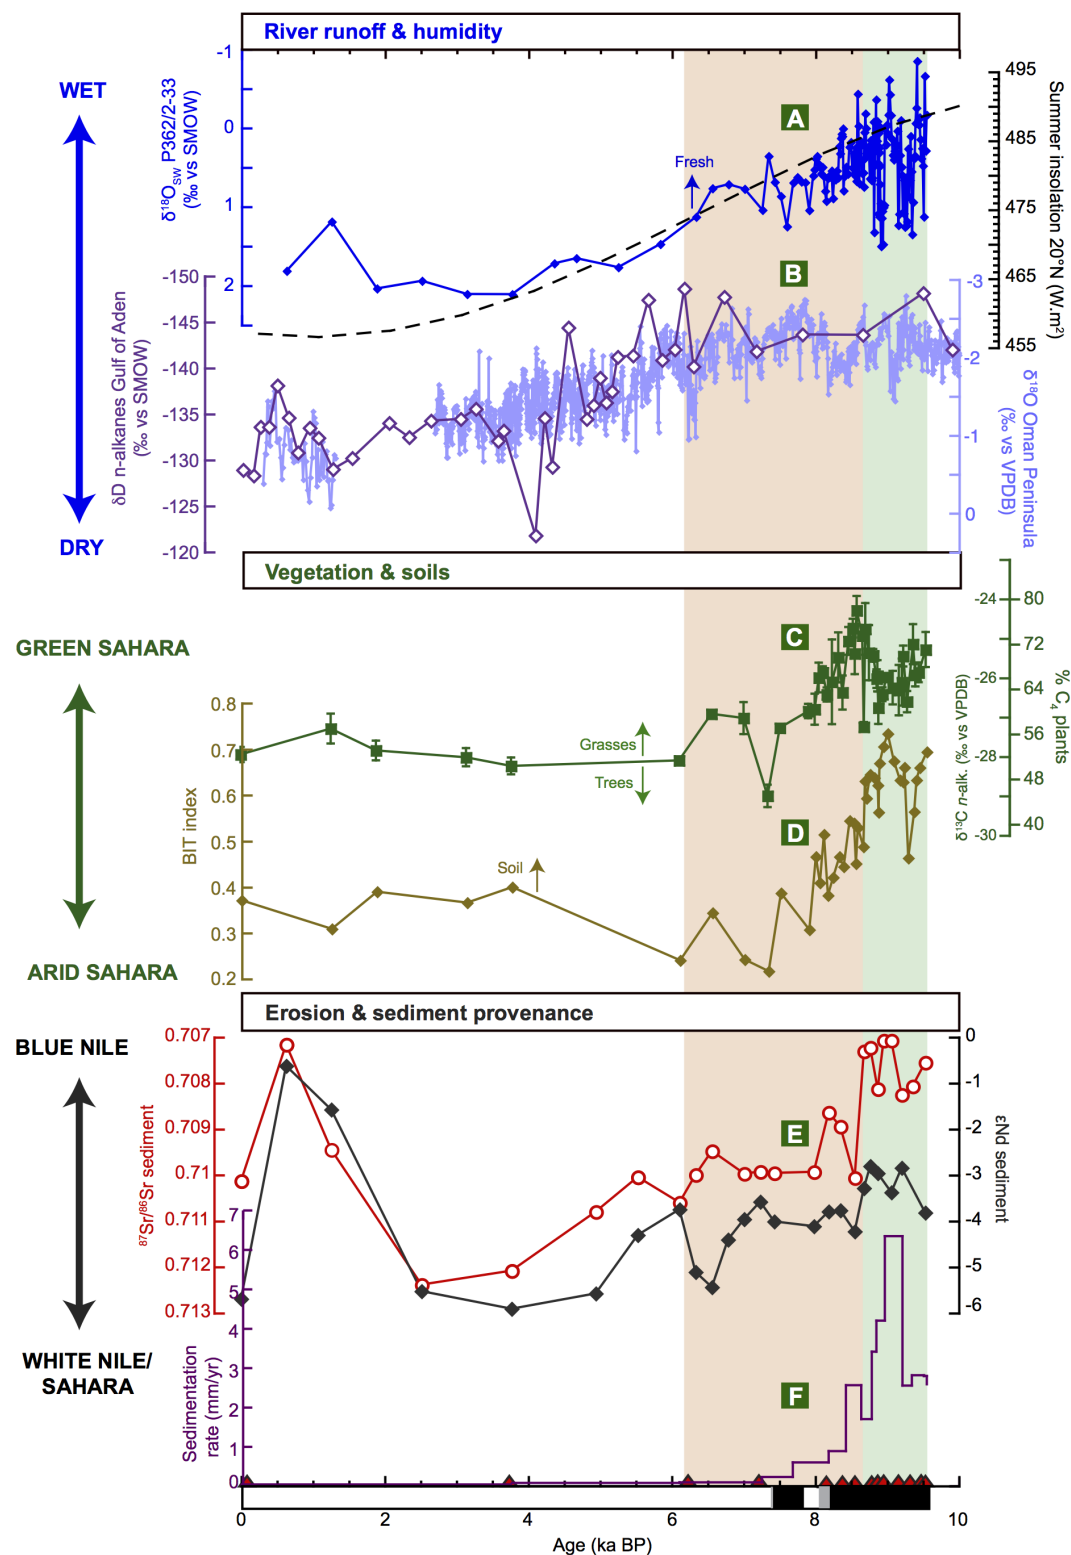 River runoff & humidity
-1
0
1
2
δ18OSW P362/2-33
(‰ vs SMOW)
WET
DRY
A
Fresh
495
485
475
465
455
Summer insolation 20°N (W.m2)
B
-150
-145
-140
-135
-130
-125
-120
δD n-alkanes Gulf of Aden
(‰ vs SMOW)
-3
-2
-1
0
δ18O Oman Peninsula
(‰ vs VPDB)
Vegetation & soils
GREEN SAHARA
ARID SAHARA
C
-24
-26
-28
-30
δ13C n-alk. (‰ vs VPDB)
80
72
64
56
48
40
% C4 plants
Grasses
Trees
0.8
0.7
0.6
0.5
0.4
0.3
0.2
BIT index
D
Soil
Erosion & sediment provenance
BLUE NILE
WHITE NILE/
SAHARA
0.707
0.708
0.709
0.71
0.711
0.712
0.713
87Sr/86Sr sediment
E
0
-1
-2
-3
-4
-5
-6
εNd sediment
7
6
5
4
3
2
1
0
Sedimentation
rate (mm/yr)
F
0
2
4
6
8
10
Age (ka BP)